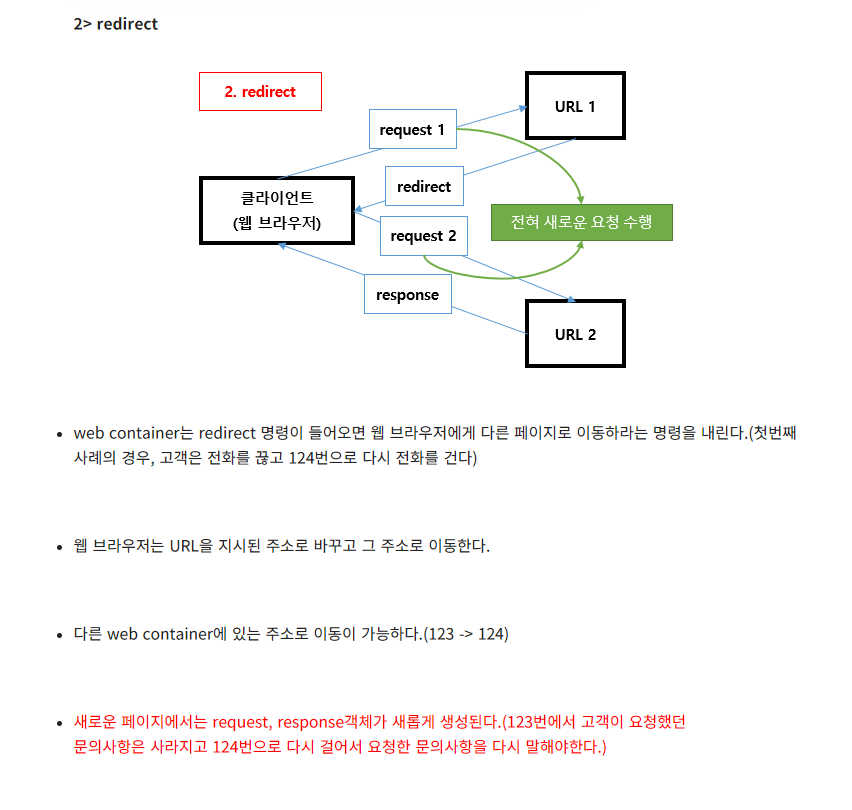 2> redirect
2. redirect
URL 1
request 1
redirect
클라이언트
(웹 브라우저)
전혀 새로운 요청 수행
request 2
response
URL 2
web container는 redirect 명령이 들어오면 웹 브라우저에게 다른 페이지로 이동하라는 명령을 내린다.(첫번째
사례의 경우, 고객은 전화를 끊고 124번으로 다시 전화를 건다)
웹 브라우저는 URL을 지시된 주소로 바꾸고 그 주소로 이동한다.
다른 web container에 있는 주소로 이동이 가능하다.(123 -> 124)
새로운 페이지에서는 request, response객체가 새롭게 생성된다.(123번에서 고객이 요청했던
문의사항은 사라지고 124번으로 다시 걸어서 요청한 문의사항을 다시 말해야한다.)